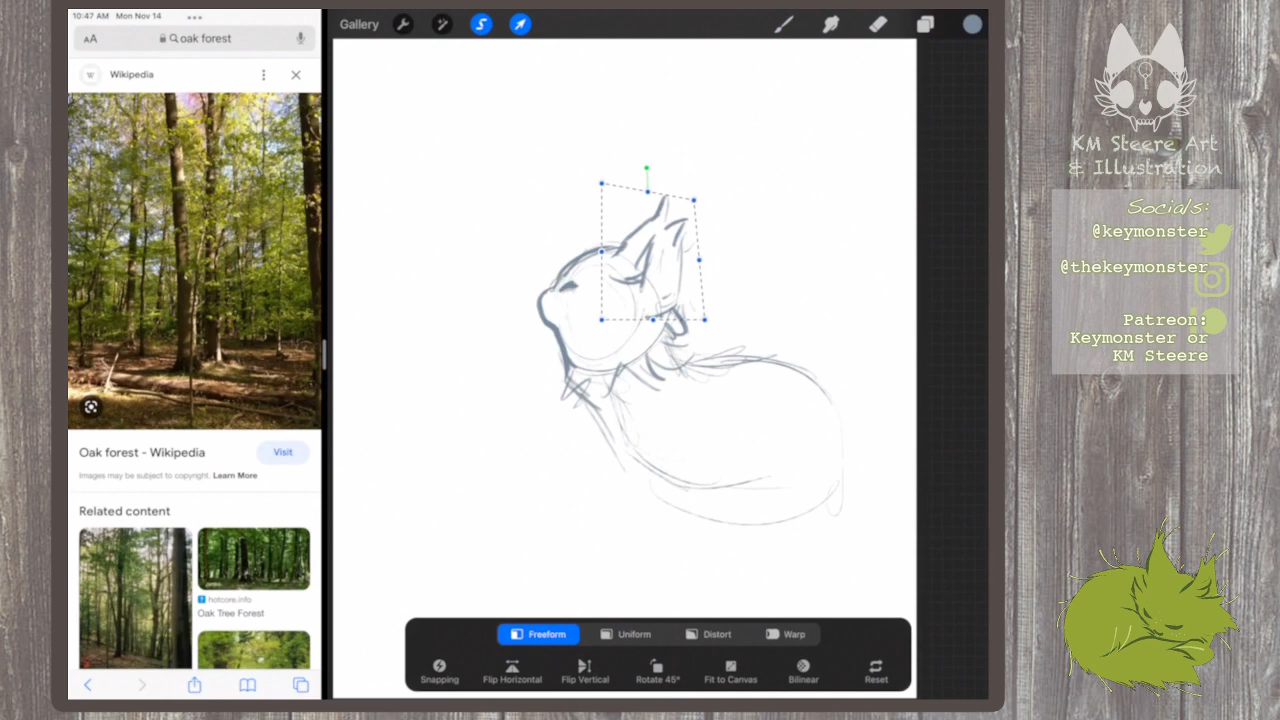 10:47 AM Mon Nov 14
AA
oak forest
Wikipedia
Oak forest - Wikipedia
Visit
Images may be subject to copyright. Learn More
Related content
hotcore.info
Oak Tree Forest
Gallery
S
Freeform
Uniform
Distort
Warp
Snapping
Flip Horizontal
Flip Vertical
Rotate 45°
Fit to Canvas
Bilinear
Reset
KM Steere Art
& Illustration
Socials:
@keymonster
@thekeymonster
Patreon:
Keymonster or
KM Steere